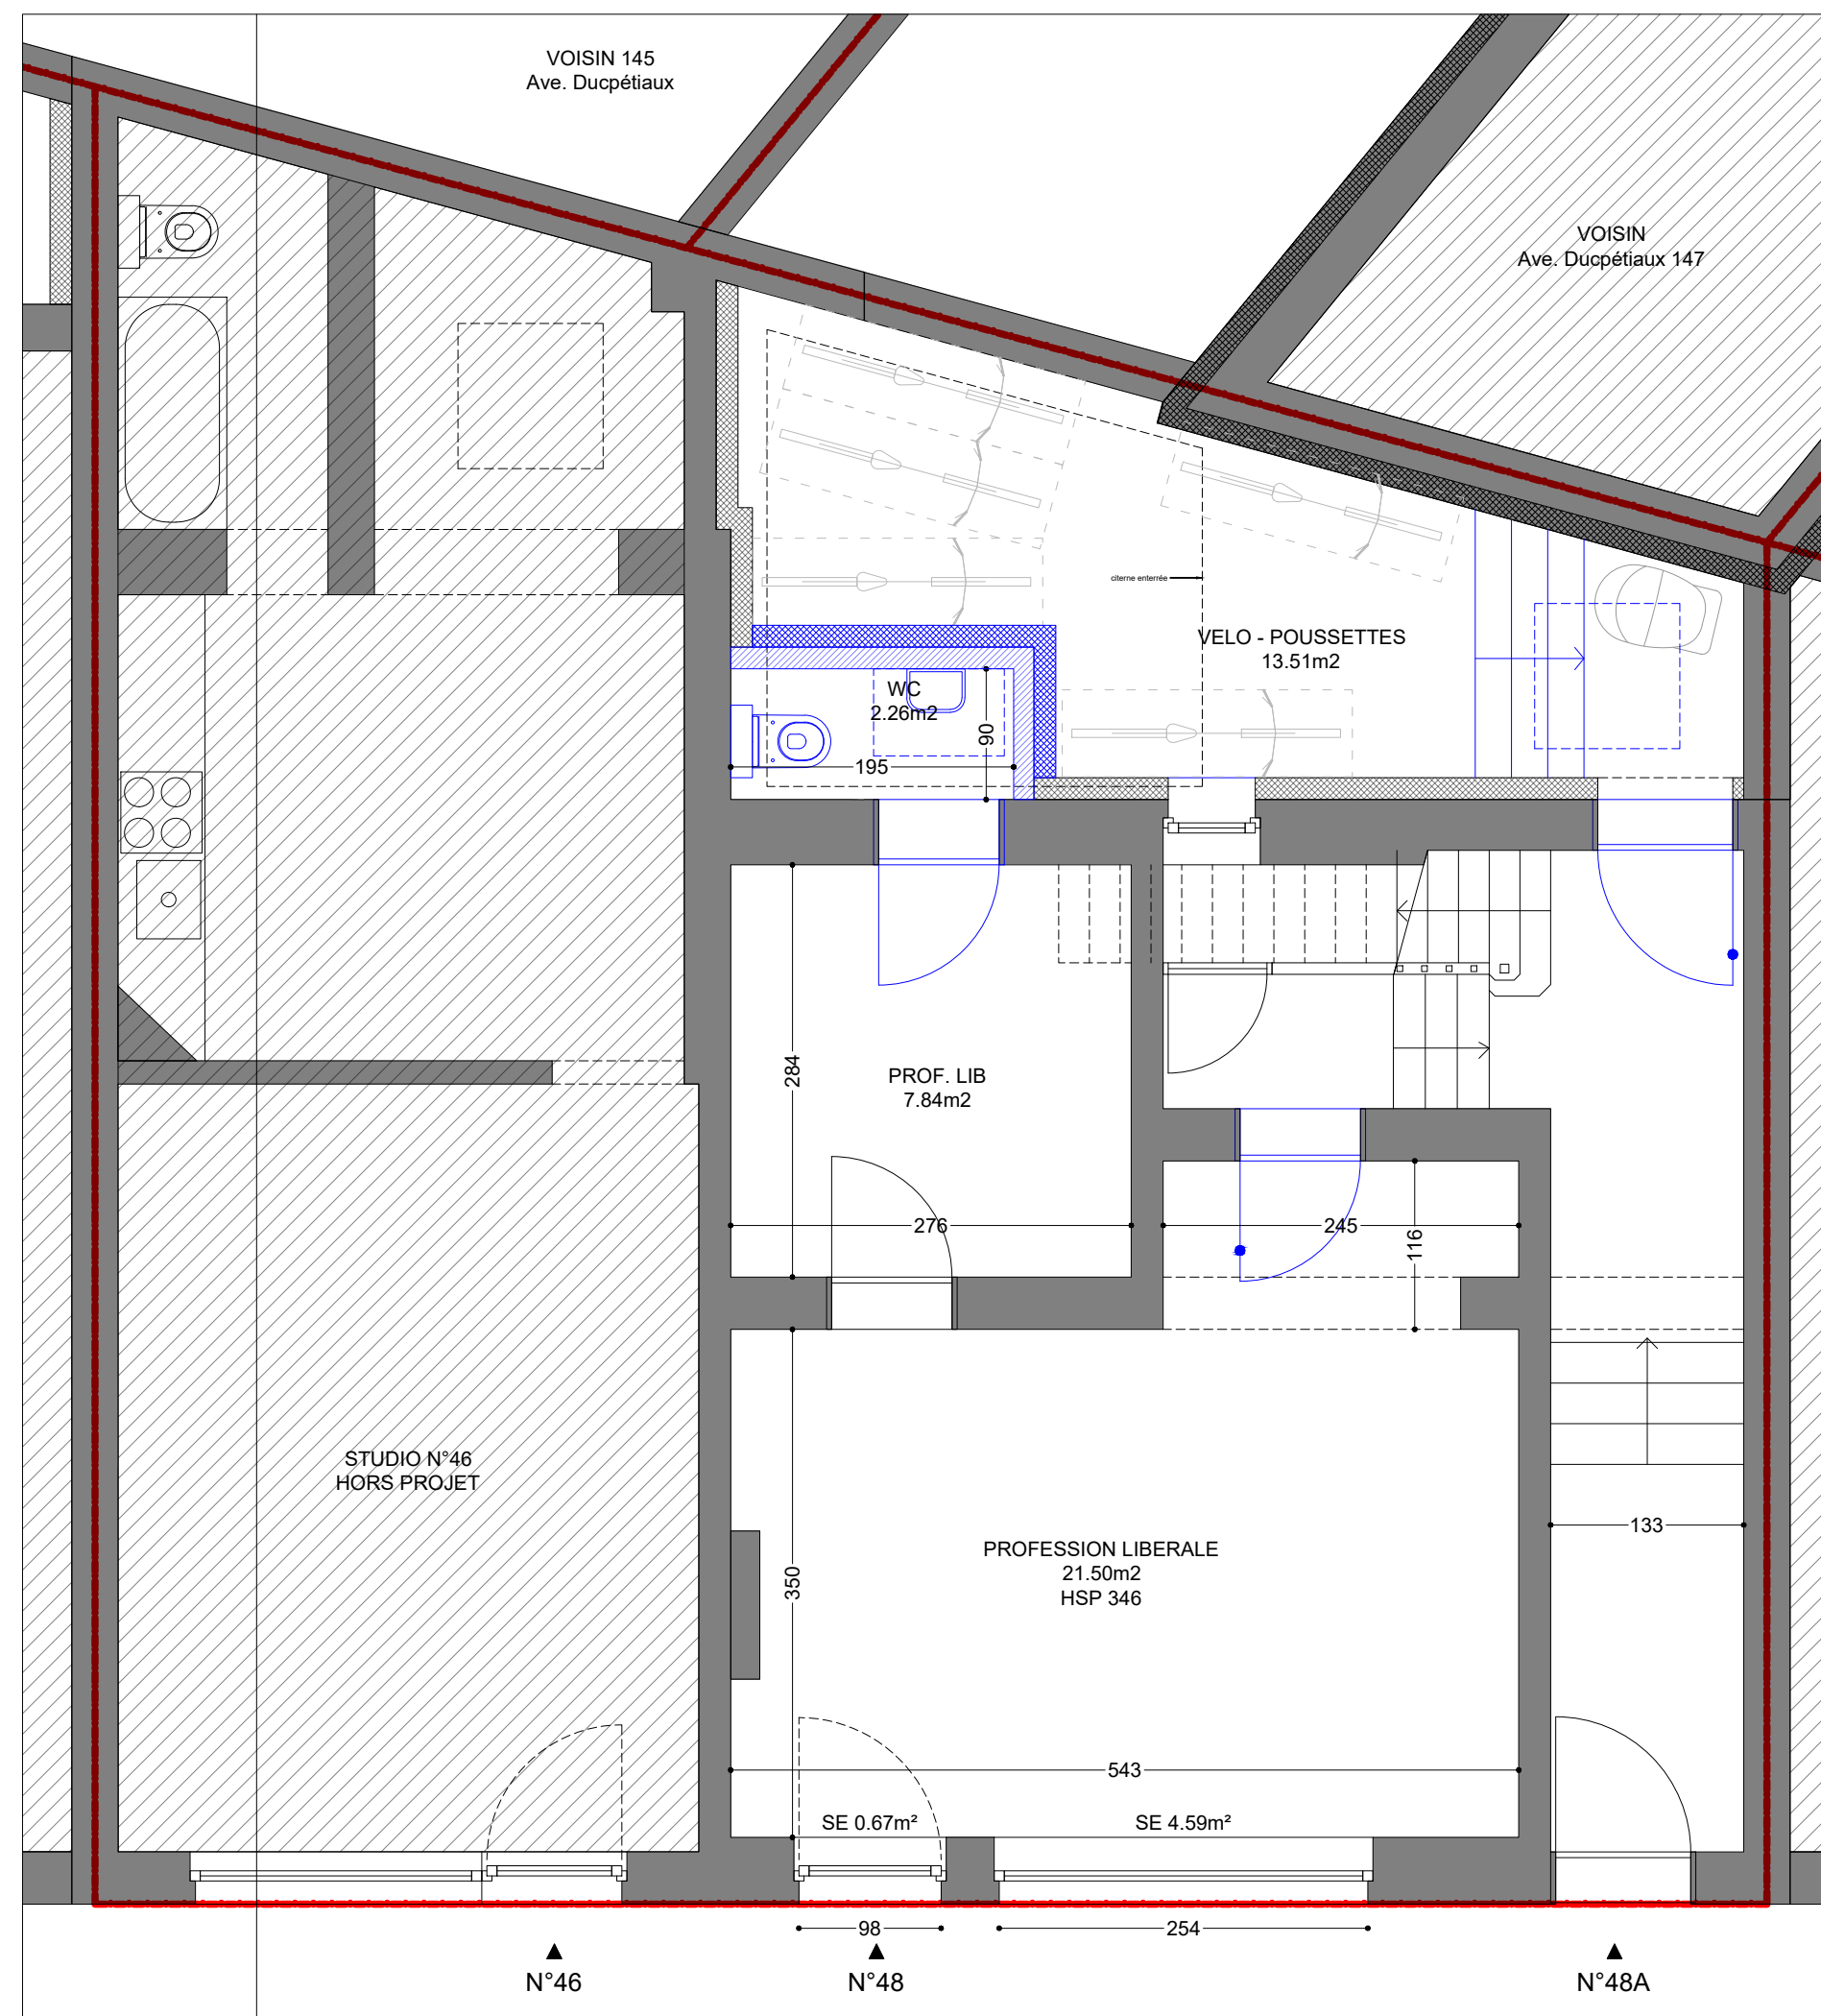 VOISIN 145
Ave. Ducpétiaux
VOISIN
Ave. Ducpétiaux 147
citerne enterrée
VELO - POUSSETTES
13.51m2
WC
2.26m2
90
195
284
PROF. LIB
7.84m2
276
245
116
STUDIO N°46
HORS PROJET
PROFESSION LIBERALE
21.50m2
HSP 346
350
133
543
SE 0.67m²
SE 4.59m²
98
254
N°46
N°48
N°48A